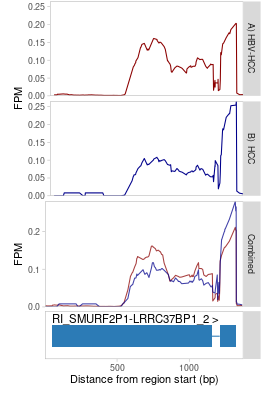 0.25
0.20
0.15
0.10
0.05
0.00
FPM
A) HBV-HCC
0.25
0.20
0.15
0.10
0.05
0.00
B) HCC
0.2
0.1
0.0
FPM
Combined
RI_SMURF2P1-LRRC37BP1_2 >
500
1000
Distance from region start (bp)